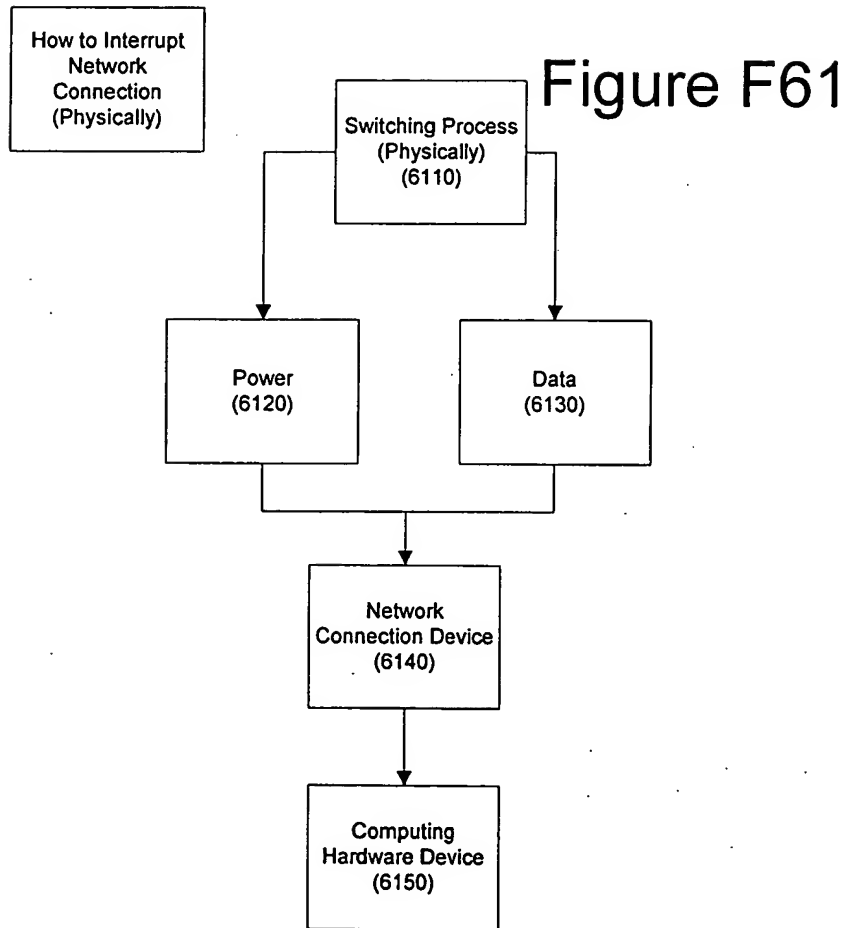 How to Interrupt
Network
Connection
(Physically)
Figure F61
Switching Process
(Physically)
(6110)
Power
(6120)
Data
(6130)
Network
Connection Device
(6140)
Computing
Hardware Device
(6150)